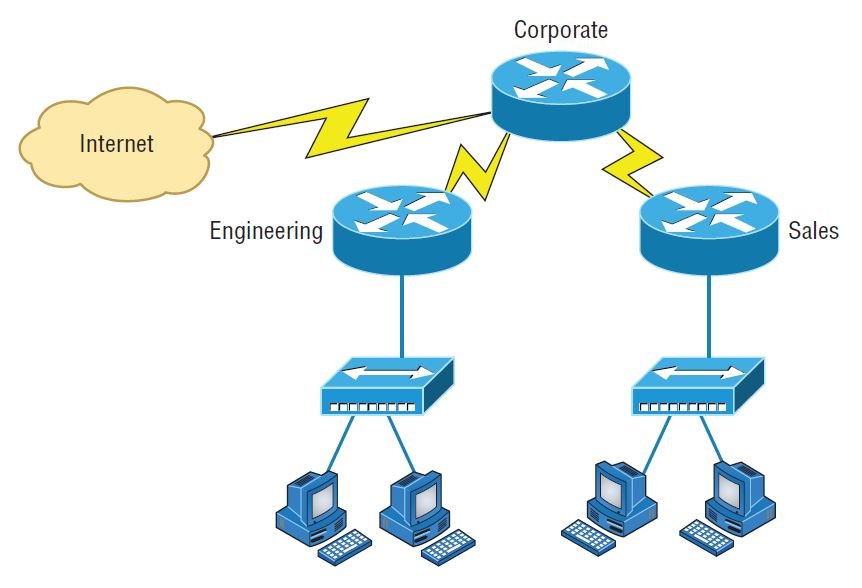 Corporate
Internet
Engineering
Sales